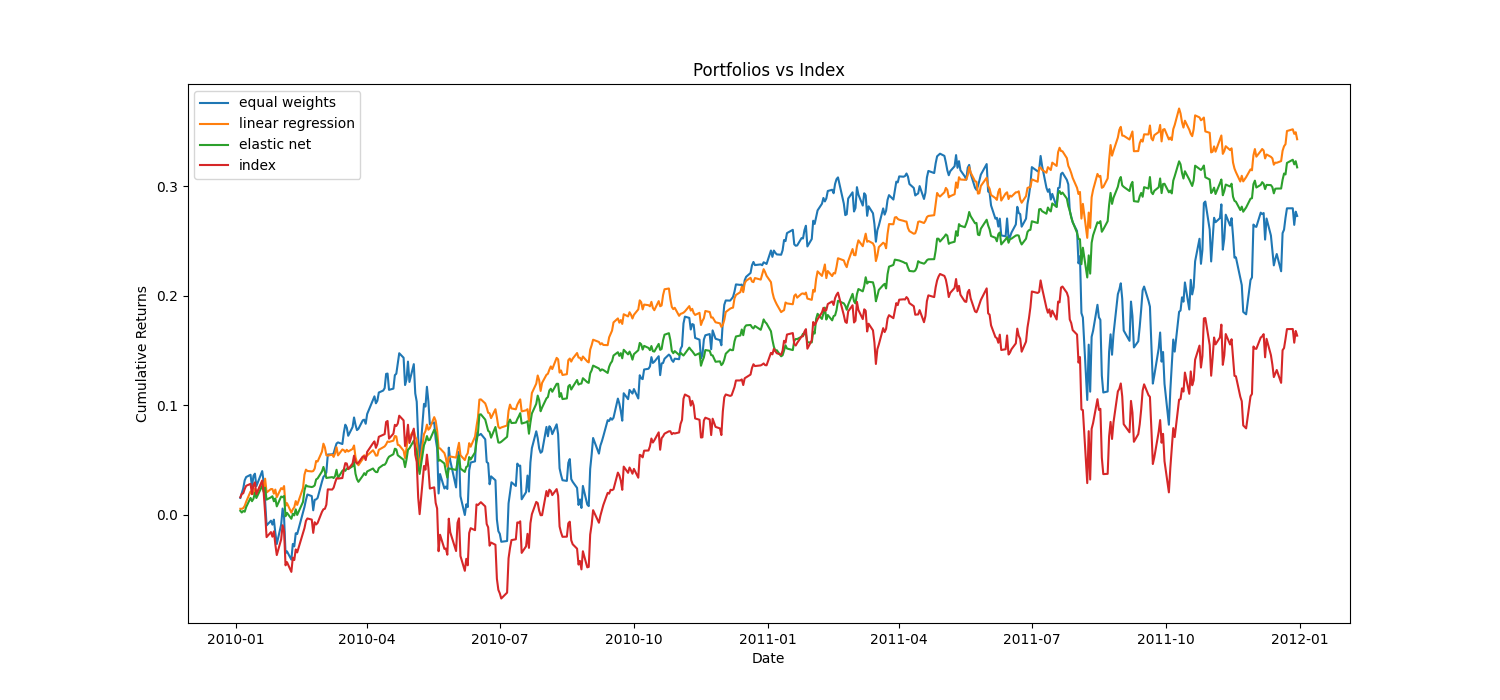 Portfolios vs Index
equal weights
linear regression
elastic net
index
Cumulative Returns
0.3
0.2
0.1
0.0
2010-01 2010-04 2010-07 2010-10 2011-01 2011-04 2011-07 2011-10 2012-01
Date